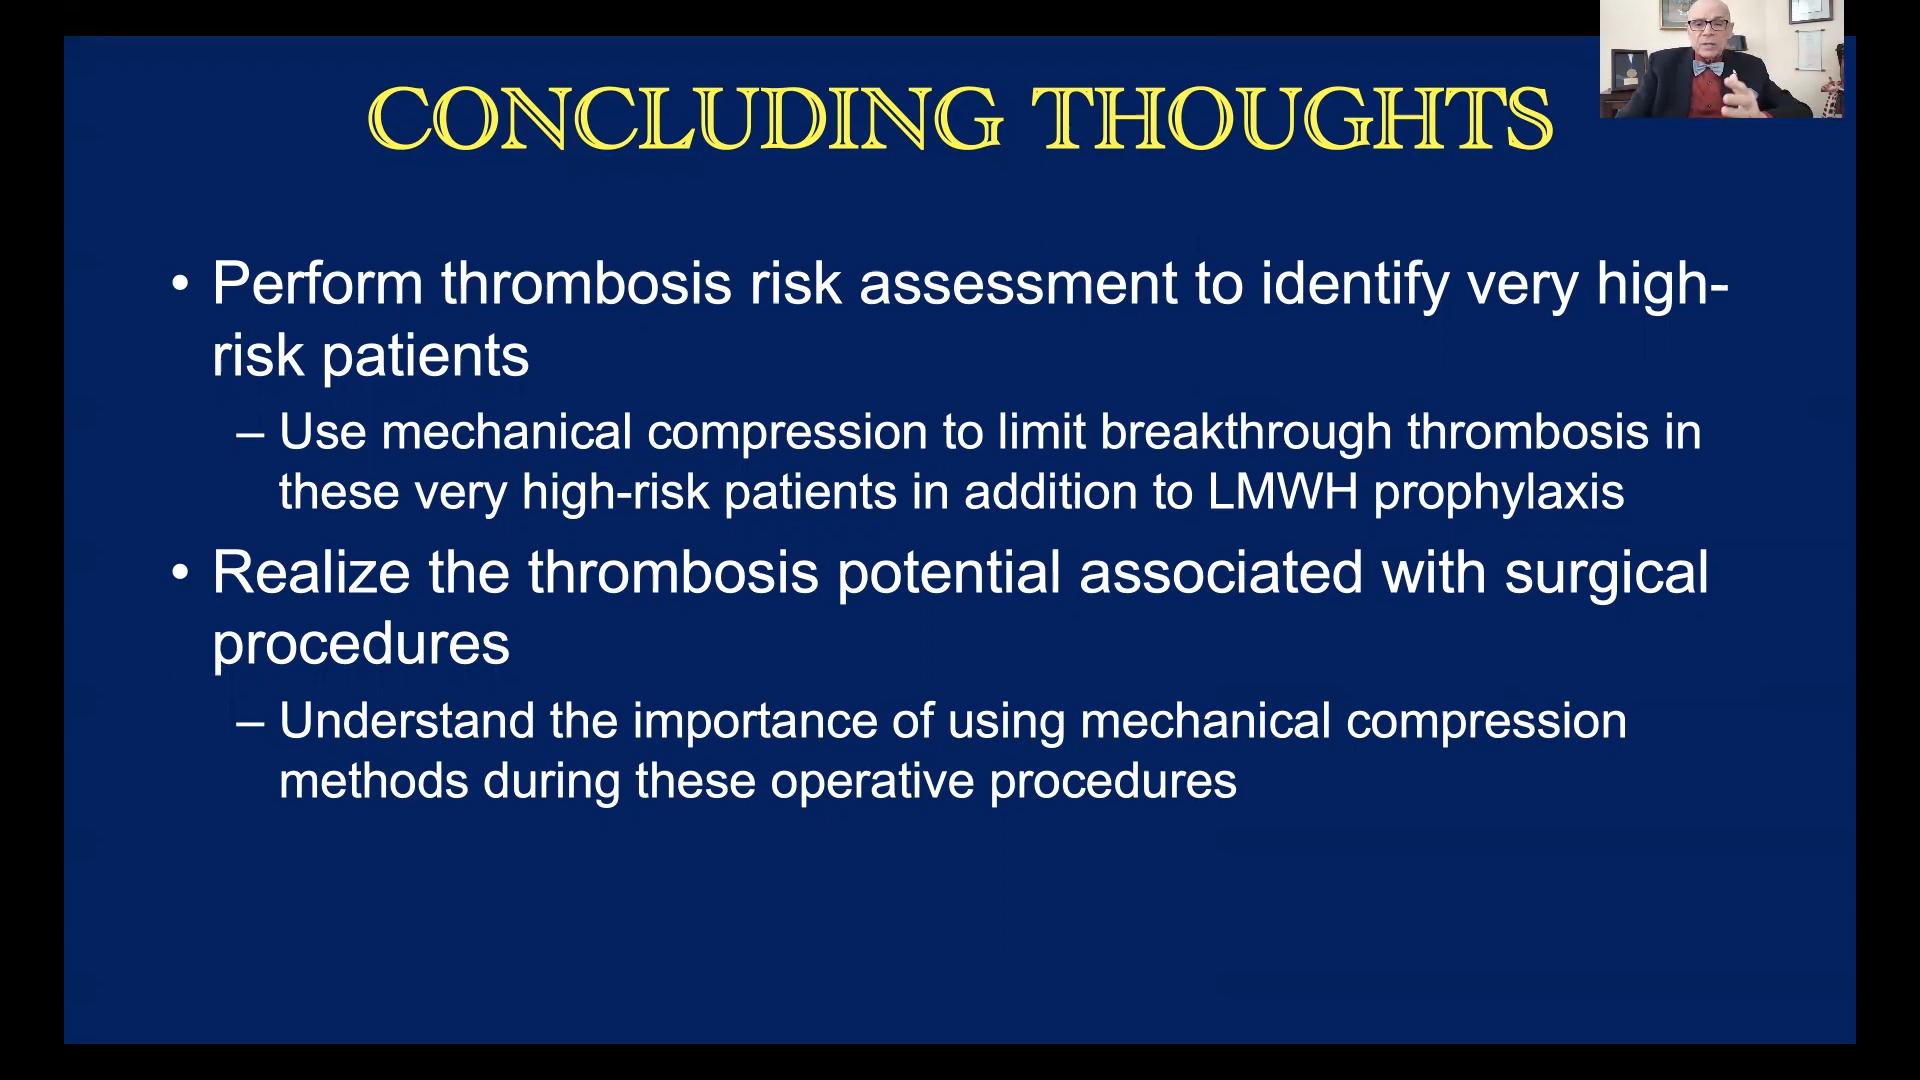 CONCLUDING THOUGHTS
• Perform thrombosis risk assessment to identify very high-
risk patients
– Use mechanical compression to limit breakthrough thrombosis in
these very high-risk patients in addition to LMWH prophylaxis
• Realize the thrombosis potential associated with surgical
procedures
– Understand the importance of using mechanical compression
methods during these operative procedures